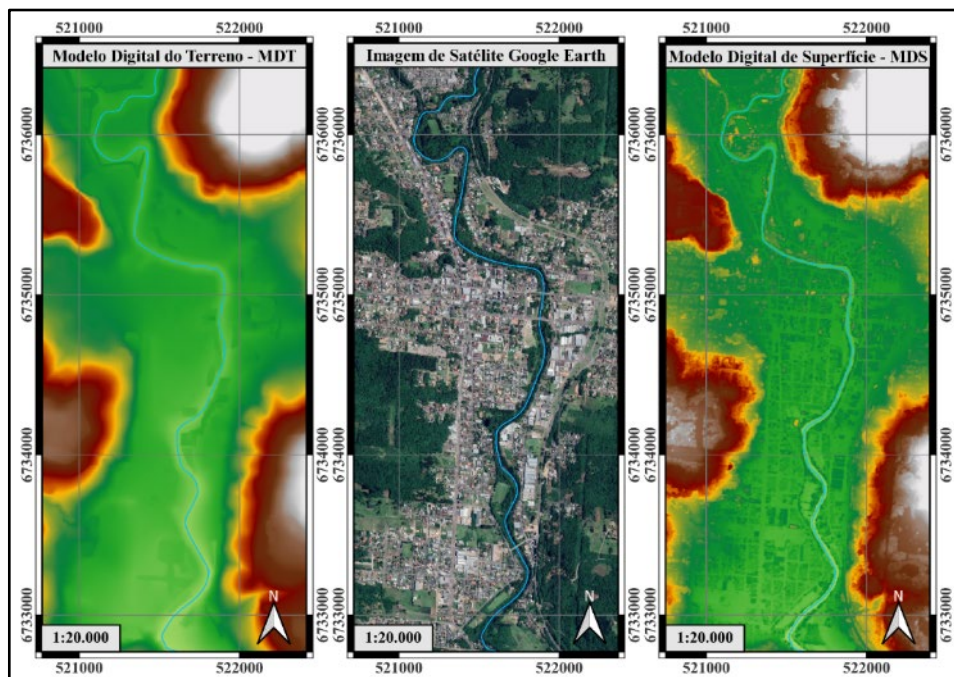 521000 522000 521000 522000 521000 522000
Modelo Digital do Terreno - MDT
Imagem de Satélite Google Earth
Modelo Digital de Superfície - MDS
6736000 6736000 6736000 6736000
6735000 6735000 6735000 6735000
6734000 6734000 6734000 6734000
6733000 6733000 6733000 6733000
N N N
1:20.000 1:20.000 1:20.000
521000 522000 521000 522000 521000 522000